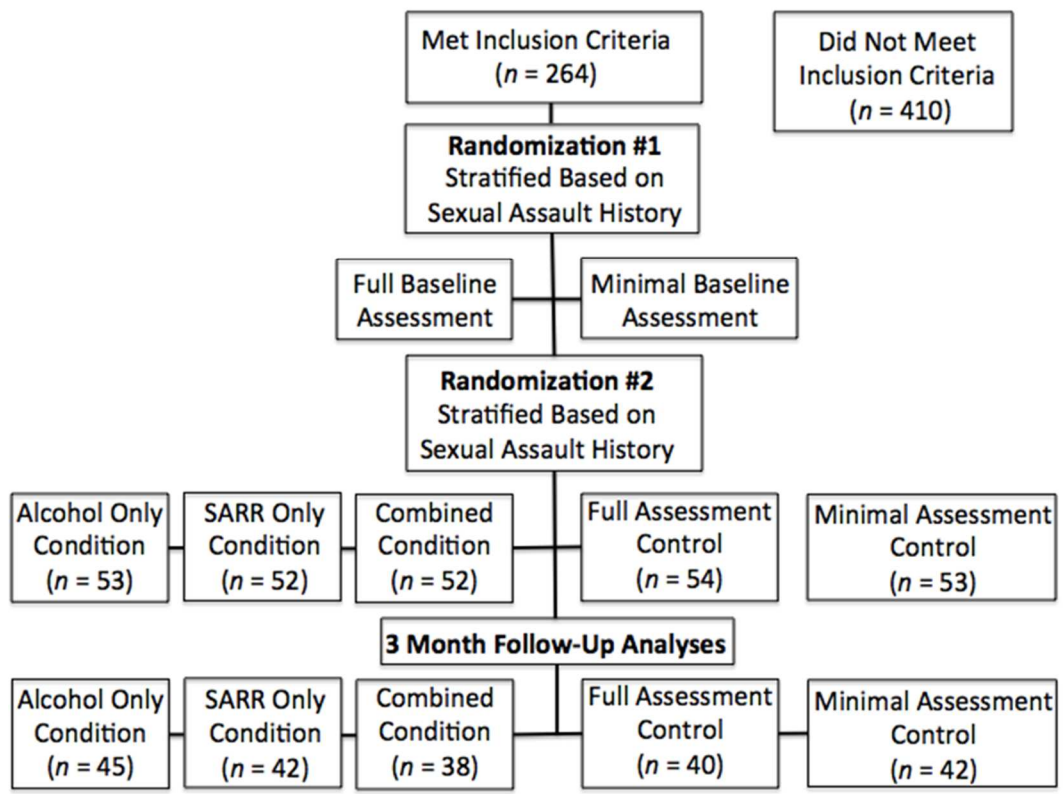 Met Inclusion Criteria
(n = 264)
Did Not Meet
Inclusion Criteria
(n = 410)
Randomization #1
Stratified Based on
Sexual Assault History
Full Baseline
Assessment
Minimal Baseline
Assessment
Randomization #2
Stratified Based on
Sexual Assault History
Alcohol Only
Condition
(n = 53)
SARR Only
Condition
(n = 52)
Combined
Condition
(n = 52)
Full Assessment
Control
(n = 54)
Minimal Assessment
Control
(n = 53)
3 Month Follow-Up Analyses
Alcohol Only
Condition
(n = 45)
SARR Only
Condition
(n = 42)
Combined
Condition
(n = 38)
Full Assessment
Control
(n = 40)
Minimal Assessment
Control
(n = 42)